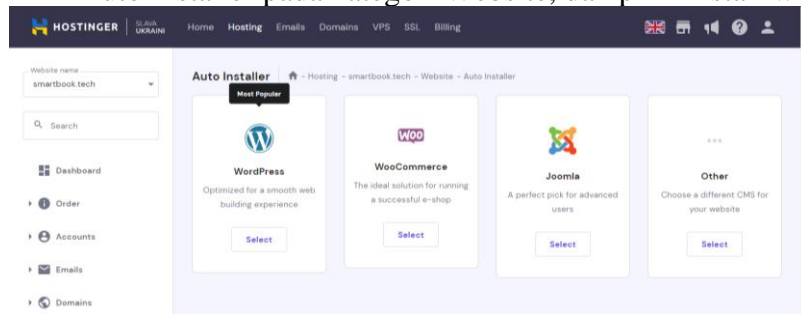 HOSTINGER SLAVA UKRAINI Home Hosting Emails Domains VPS SSL Billing
Website name
smartbook.tech
Auto Installer - Hosting - smartbook.tech - Website - Auto Installer
Most Popular
Search
WordPress
Optimized for a smooth web
building experience
Select
WOO
WooCommerce
The ideal solution for running
a successful e-shop
Select
Joomla
A perfect pick for advanced
users
Select
Other
Choose a different CMS for
your website
Select
Dashboard
Order
Accounts
Emails
Domains